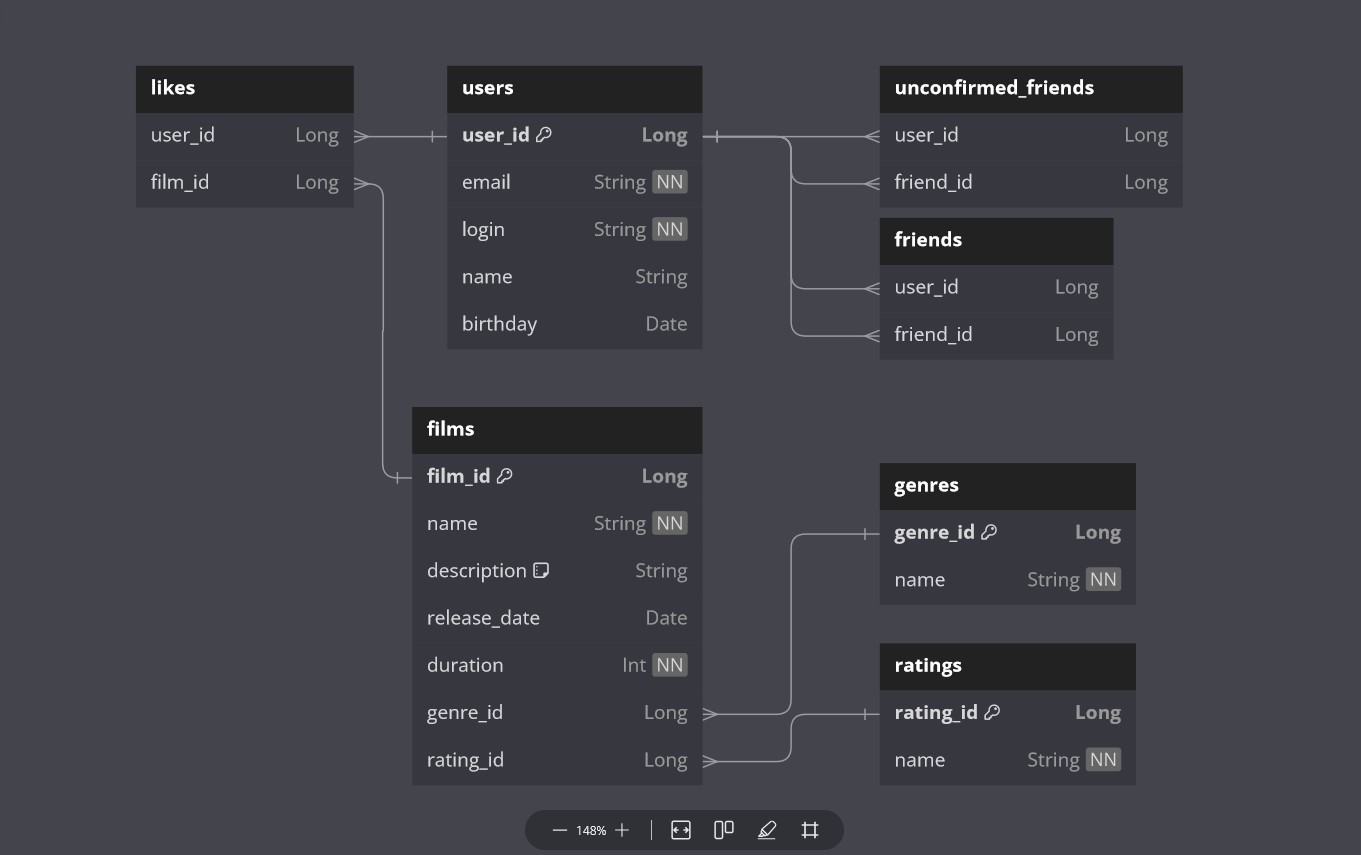 likes
user_id Long
film_id Long
users
user_id Long
email String NN
login String NN
name String
birthday Date
unconfirmed_friends
user_id Long
friend_id Long
friends
user_id Long
friend_id Long
films
film_id Long
name String NN
description String
release_date Date
duration Int NN
genre_id Long
rating_id Long
genres
genre_id Long
name String NN
ratings
rating_id Long
name String NN
148%